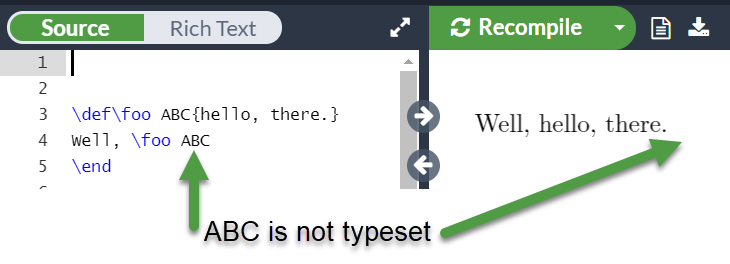 Source Rich Text Recompile
1
2
3 \def\foo ABC{hello, there.}
4 Well, \foo ABC
5 \end
Well, hello, there.
ABC is not typeset